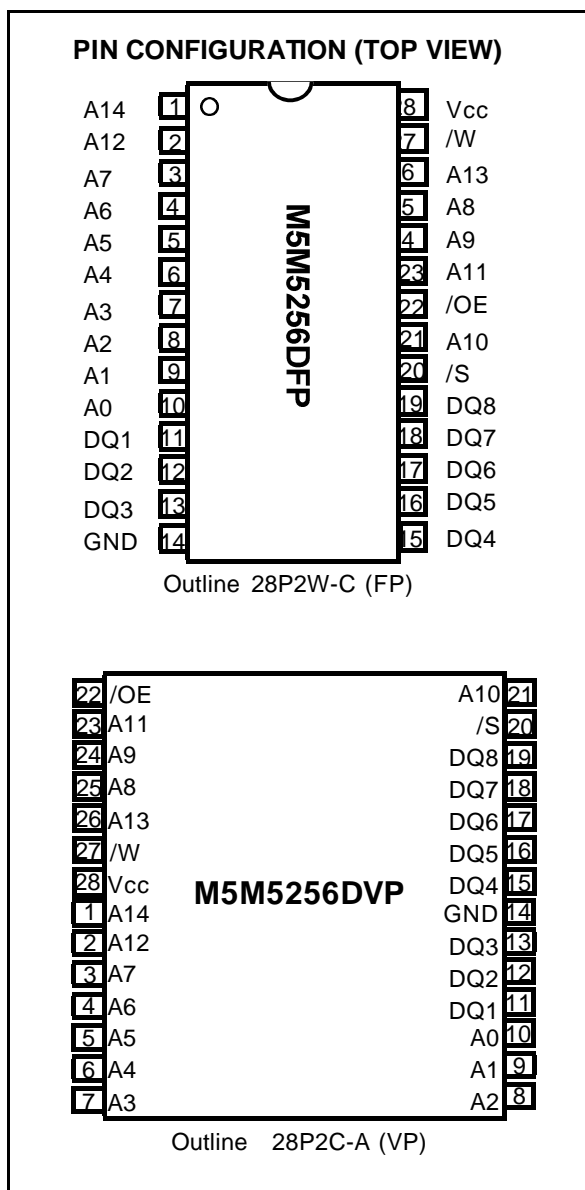 PIN CONFIGURATION (TOP VIEW)
A14 1 8 Vcc
A12 2 7 /W
A7 3 6 A13
A6 4 5 A8
A5 5 4 A9
A4 6 23 A11
A3 7 22 /OE
A2 8 21 A10
A1 9 20 /S
A0 10 19 DQ8
DQ1 11 18 DQ7
DQ2 12 17 DQ6
DQ3 13 16 DQ5
GND 14 15 DQ4
M5M5256DFP
Outline 28P2W-C (FP)
22 /OE A10 21
23 A11 /S 20
24 A9 DQ8 19
25 A8 DQ7 18
26 A13 DQ6 17
27 /W DQ5 16
28 Vcc DQ4 15
1 A14 GND 14
2 A12 DQ3 13
3 A7 DQ2 12
4 A6 DQ1 11
5 A5 A0 10
6 A4 A1 9
7 A3 A2 8
M5M5256DVP
Outline 28P2C-A (VP)